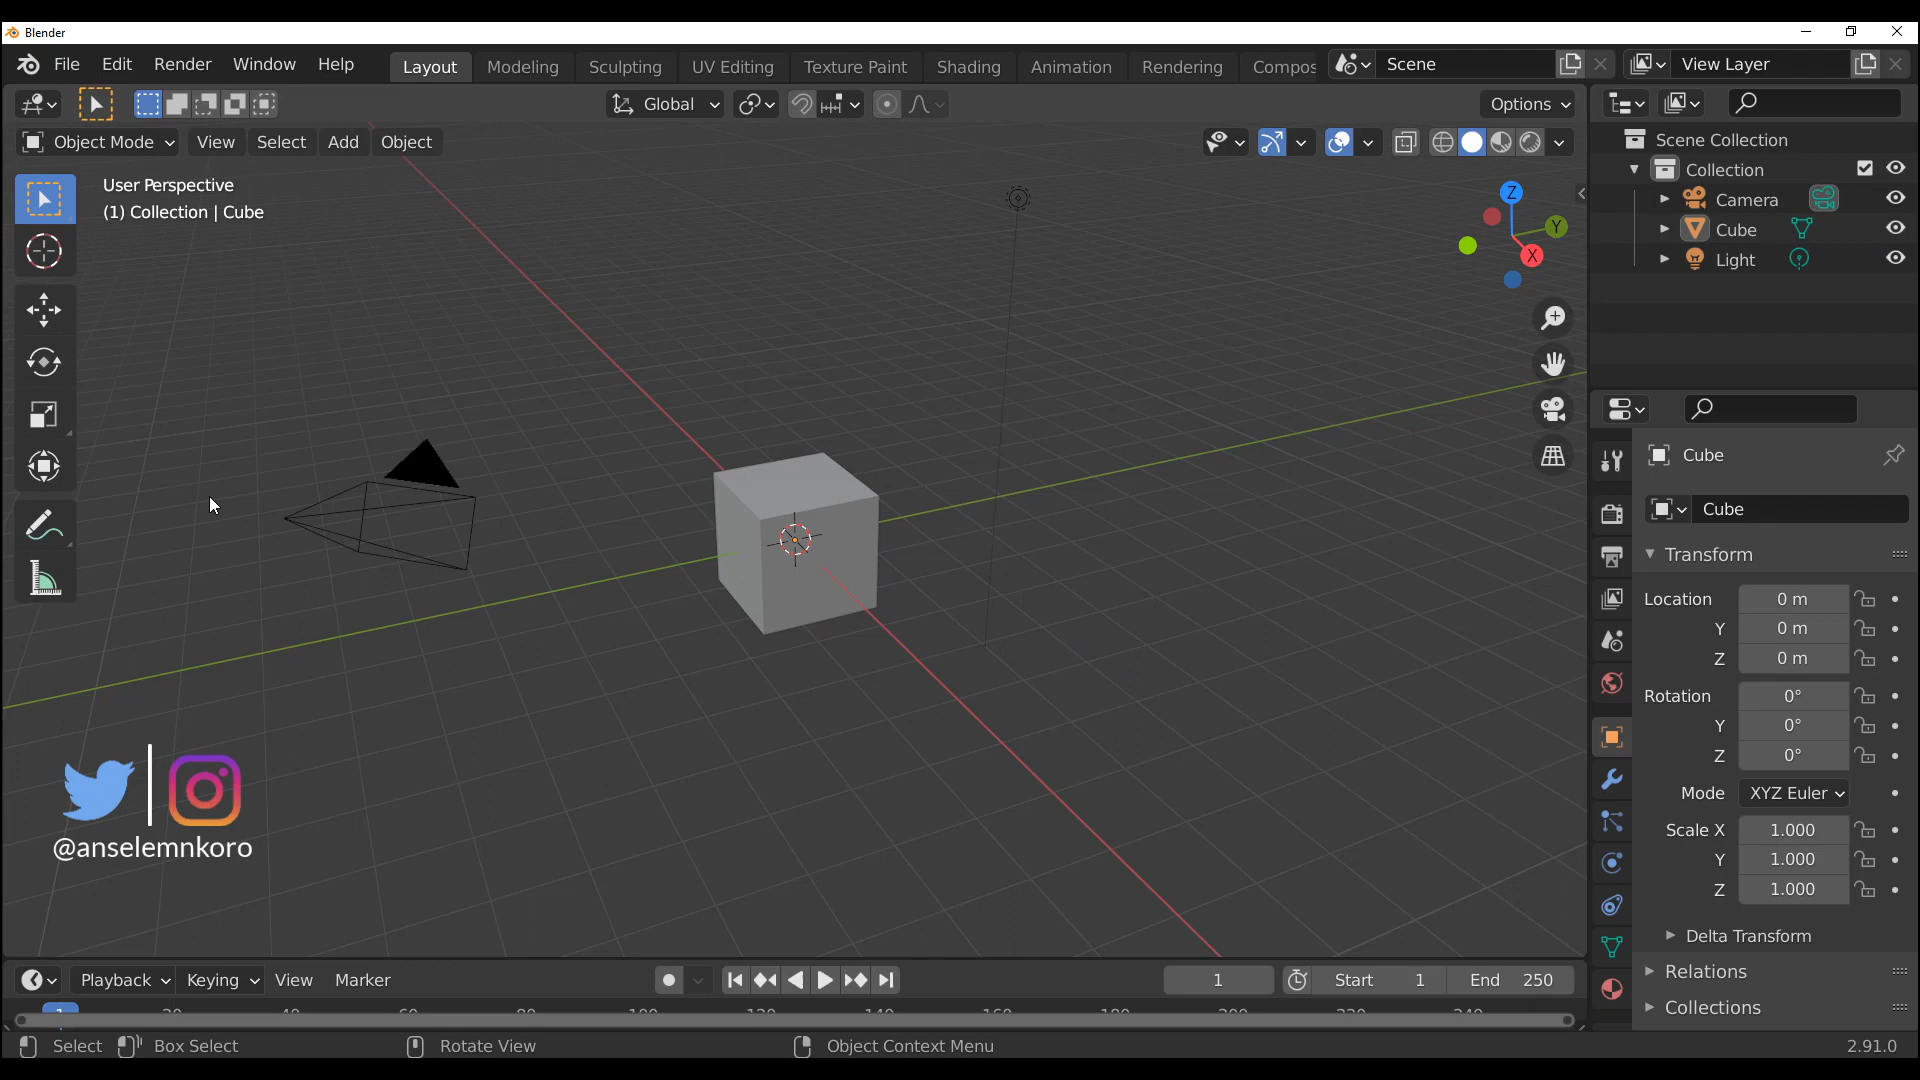 Blender
File Edit Render Window Help Layout Modeling Sculpting UV Editing Texture Paint Shading Animation Rendering Compos Scene View Layer
Global Options
Object Mode View Select Add Object
User Perspective
(1) Collection | Cube
Z
Y
X
@anselemnkoro
Scene Collection
Collection
Camera
Cube
Light
Cube
Cube
Transform
Location 0 m
Y 0 m
Z 0 m
Rotation 0°
Y 0°
Z 0°
Mode XYZ Euler
Scale X 1.000
Y 1.000
Z 1.000
Delta Transform
Relations
Collections
Playback Keying View Marker 1 Start 1 End 250
1 20 40 60 80 100 120 140 160 180 200 220 240
Select Box Select Rotate View Object Context Menu 2.91.0